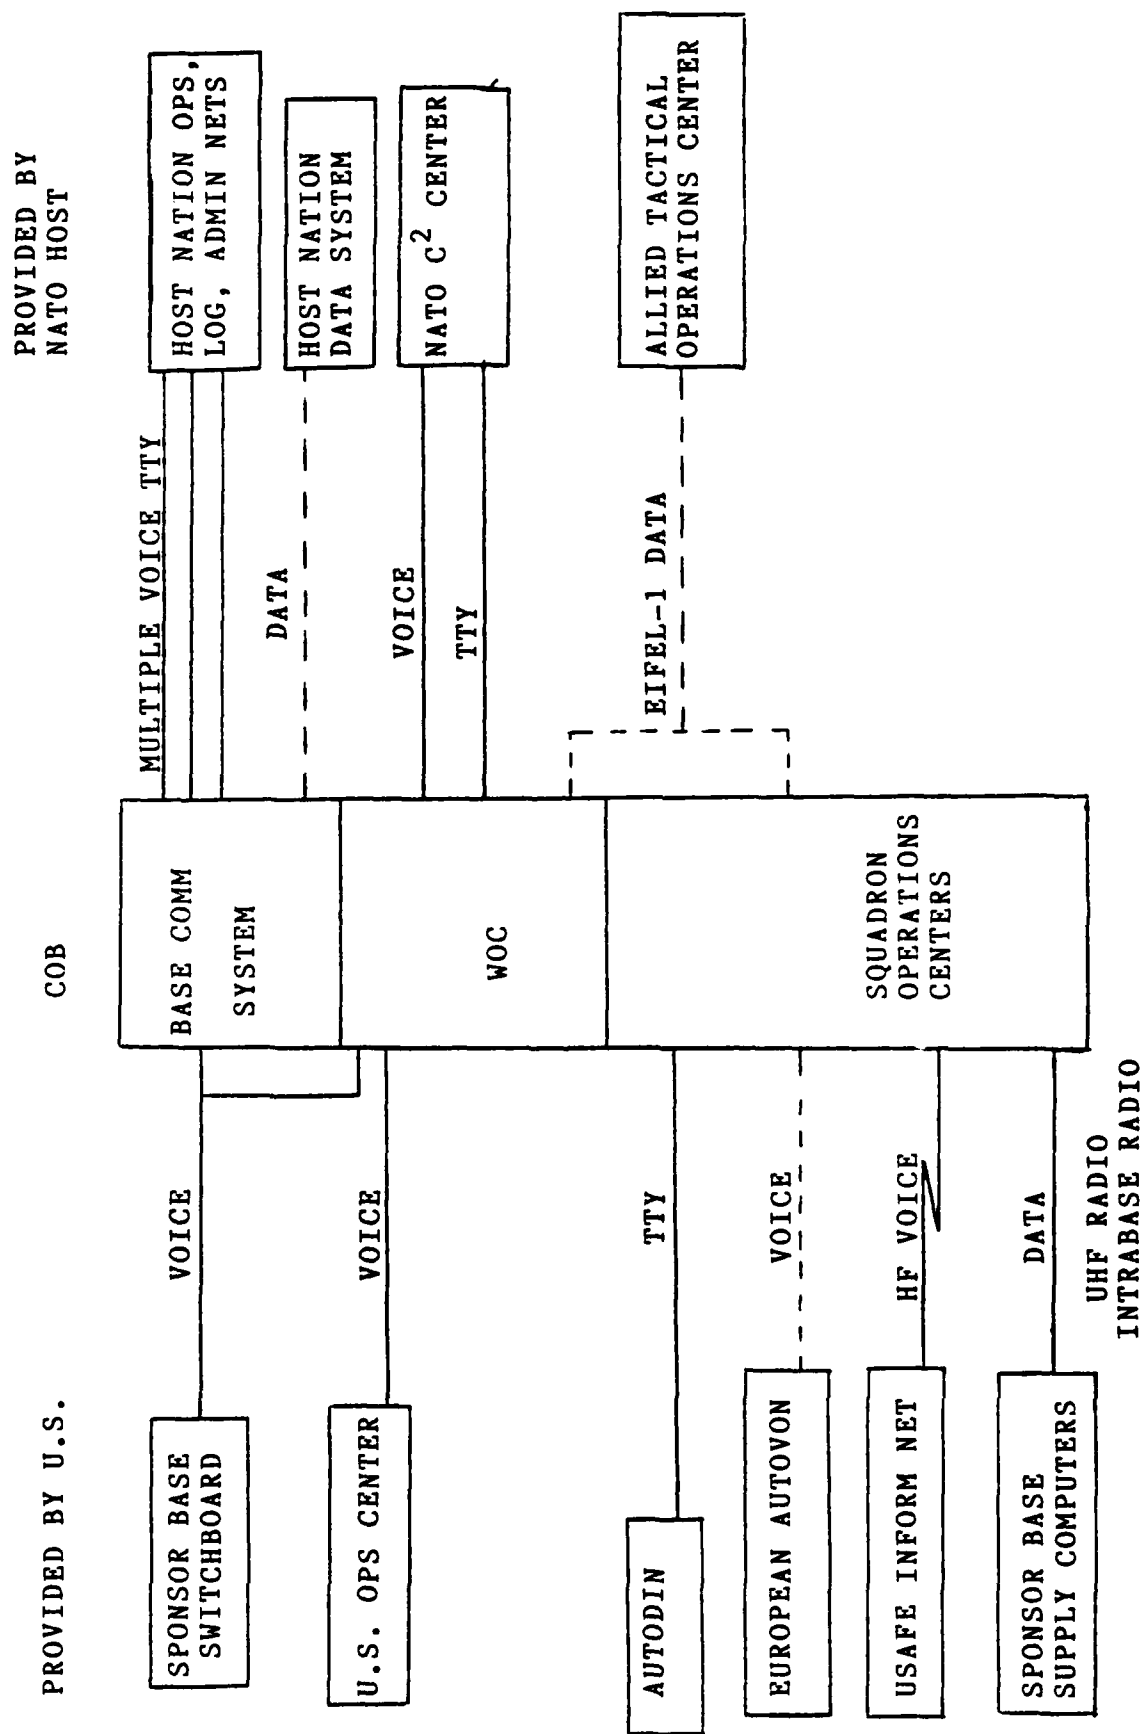 PROVIDED BY U.S.
COB
PROVIDED BY
NATO HOST
SPONSOR BASE
SWITCHBOARD
VOICE
BASE COMM
SYSTEM
MULTIPLE VOICE TTY
HOST NATION OPS,
LOG, ADMIN NETS
DATA
HOST NATION
DATA SYSTEM
U.S. OPS CENTER
VOICE
WOC
VOICE
TTY
NATO C² CENTER
AUTODIN
TTY
EIFEL-1 DATA
ALLIED TACTICAL
OPERATIONS CENTER
EUROPEAN AUTOVON
VOICE
SQUADRON
OPERATIONS
CENTERS
USAFE INFORM NET
HF VOICE
SPONSOR BASE
SUPPLY COMPUTERS
DATA
UHF RADIO
INTRABASE RADIO